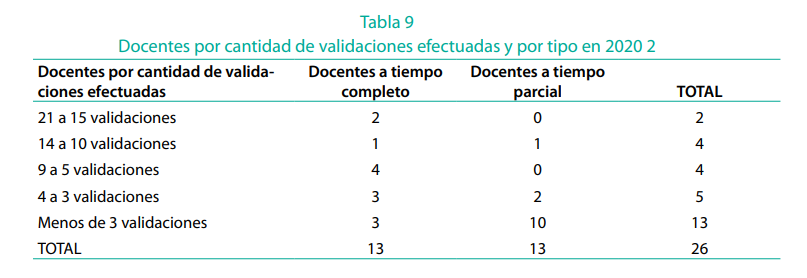 Tabla 9
Docentes por cantidad de validaciones efectuadas y por tipo en 2020 2
Docentes por cantidad de valida- Docentes a tiempo Docentes a tiempo
ciones efectuadas completo parcial TOTAL
21 a 15 validaciones 2 0 2
14 a 10 validaciones 1 1 4
9 a 5 validaciones 4 0 4
4 a 3 validaciones 3 2 5
Menos de 3 validaciones 3 10 13
TOTAL 13 13 26